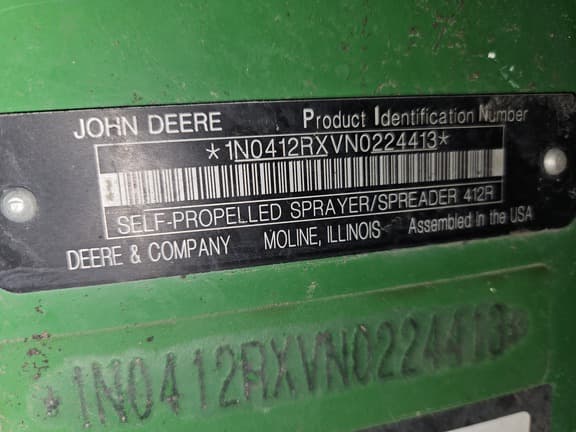 JOHN DEERE Product Identification Number
*1N0412RXVN0224413*
SELF-PROPELLED SPRAYER/SPREADER 412R
DEERE & COMPANY MOLINE, ILLINOIS Assembled in the USA
*1N0412RXVN0224413*